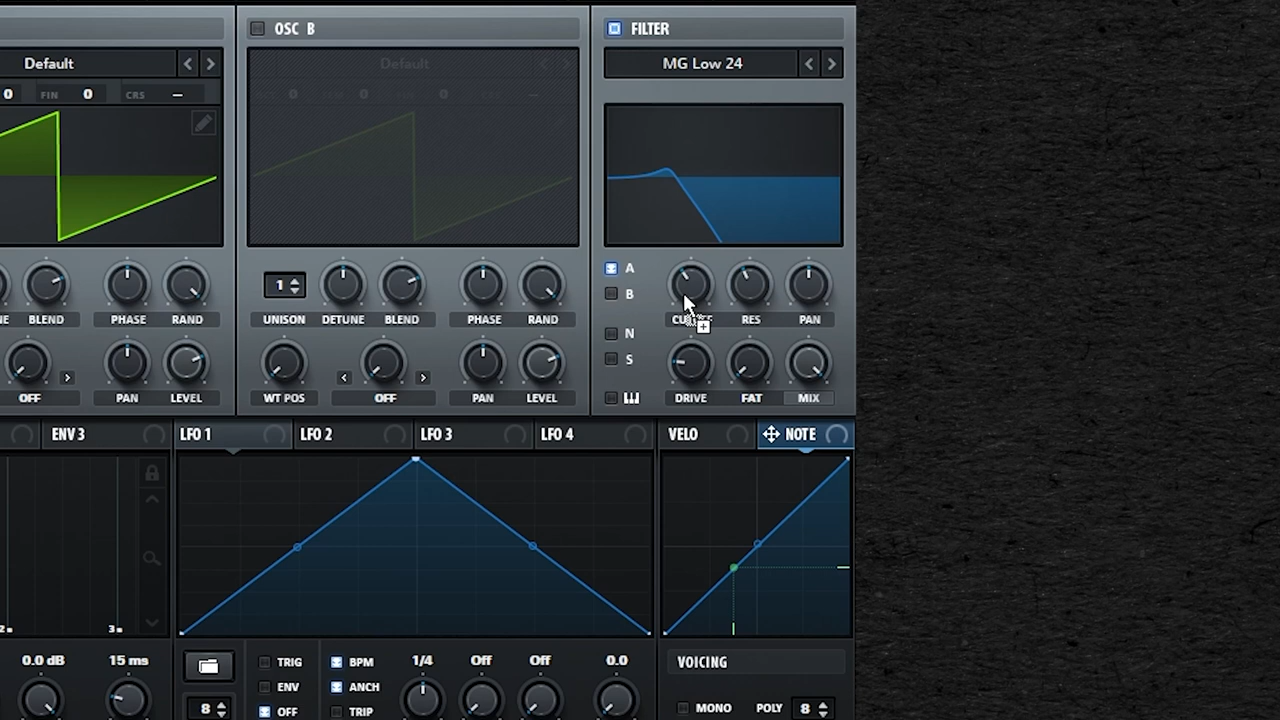 OSC B
FILTER
Default
Default
MG Low 24
0 FIN 0 CRS –
A
B
N
S
BLEND PHASE RAND
UNISON DETUNE BLEND PHASE RAND
1
RES PAN
OFF PAN LEVEL
WT POS OFF PAN LEVEL
DRIVE FAT MIX
ENV 3 LFO 1 LFO 2 LFO 3 LFO 4 VELO NOTE
3
0.0 dB 15 ms
TRIG BPM 1/4 Off Off 0.0
ENV ANCH
8 OFF TRIP
VOICING
MONO POLY 8